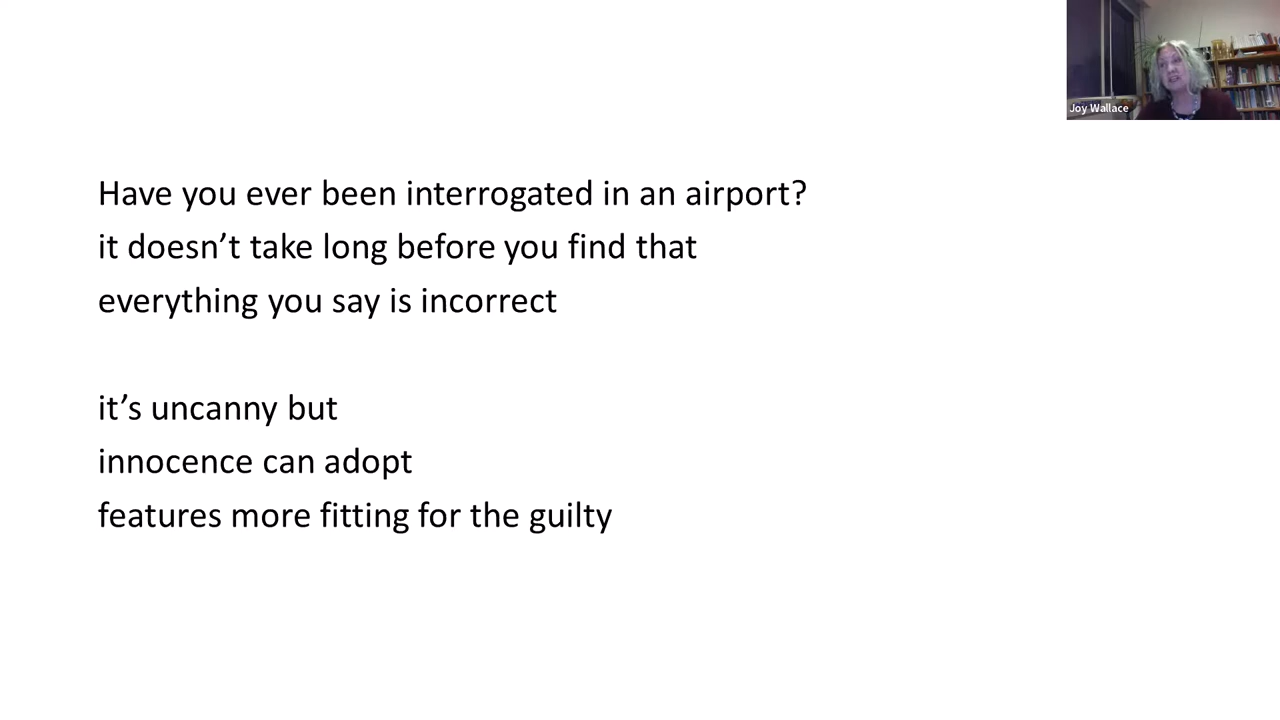 Joy Wallace
Have you ever been interrogated in an airport?
it doesn’t take long before you find that
everything you say is incorrect
it’s uncanny but
innocence can adopt
features more fitting for the guilty